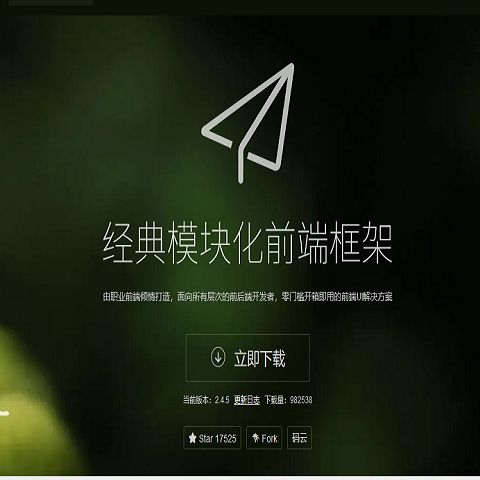 经典模块化前端框架
由职业前端倾情打造，面向所有层次的前后端开发者，零门槛开箱即用的前端UI解决方案
立即下载
当前版本：2.4.5 更新日志 下载量：982538
Star 17525 Fork 码云